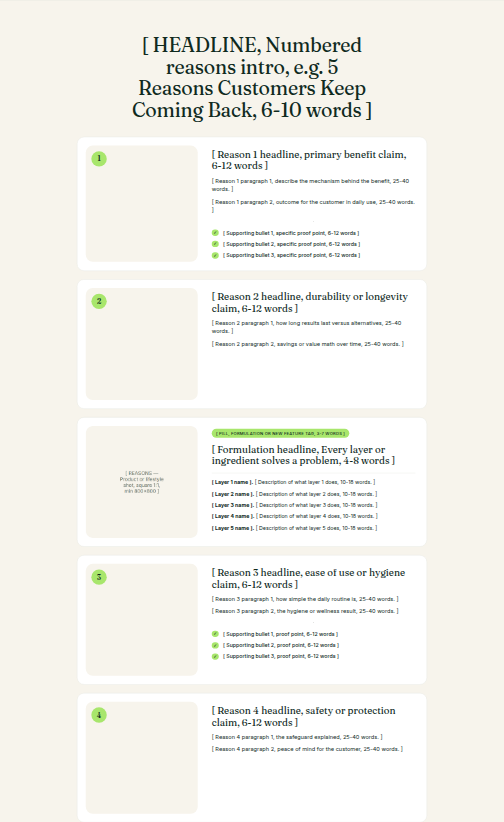 [ HEADLINE, Numbered
reasons intro, e.g. 5
Reasons Customers Keep
Coming Back, 6-10 words ]
1
[ Reason 1 headline, primary benefit claim,
6-12 words ]
[ Reason 1 paragraph 1, describe the mechanism behind the benefit, 25-40
words. ]
[ Reason 1 paragraph 2, outcome for the customer in daily use, 25-40 words.
]
[ Supporting bullet 1, specific proof point, 6-12 words ]
[ Supporting bullet 2, specific proof point, 6-12 words ]
[ Supporting bullet 3, specific proof point, 6-12 words ]
2
[ Reason 2 headline, durability or longevity
claim, 6-12 words ]
[ Reason 2 paragraph 1, how long results last versus alternatives, 25-40
words. ]
[ Reason 2 paragraph 2, savings or value math over time, 25-40 words. ]
[ REASONS —
Product or lifestyle
shot, square 1:1,
min 800×800 ]
[ PILL, FORMULATION OR NEW FEATURE TAG, 3-7 WORDS ]
[ Formulation headline, Every layer or
ingredient solves a problem, 4-8 words ]
[ Layer 1 name ]. [ Description of what layer 1 does, 10-18 words. ]
[ Layer 2 name ]. [ Description of what layer 2 does, 10-18 words. ]
[ Layer 3 name ]. [ Description of what layer 3 does, 10-18 words. ]
[ Layer 4 name ]. [ Description of what layer 4 does, 10-18 words. ]
[ Layer 5 name ]. [ Description of what layer 5 does, 10-18 words. ]
3
[ Reason 3 headline, ease of use or hygiene
claim, 6-12 words ]
[ Reason 3 paragraph 1, how simple the daily routine is, 25-40 words. ]
[ Reason 3 paragraph 2, the hygiene or wellness result, 25-40 words. ]
[ Supporting bullet 1, proof point, 6-12 words ]
[ Supporting bullet 2, proof point, 6-12 words ]
[ Supporting bullet 3, proof point, 6-12 words ]
4
[ Reason 4 headline, safety or protection
claim, 6-12 words ]
[ Reason 4 paragraph 1, the safeguard explained, 25-40 words. ]
[ Reason 4 paragraph 2, peace of mind for the customer, 25-40 words. ]